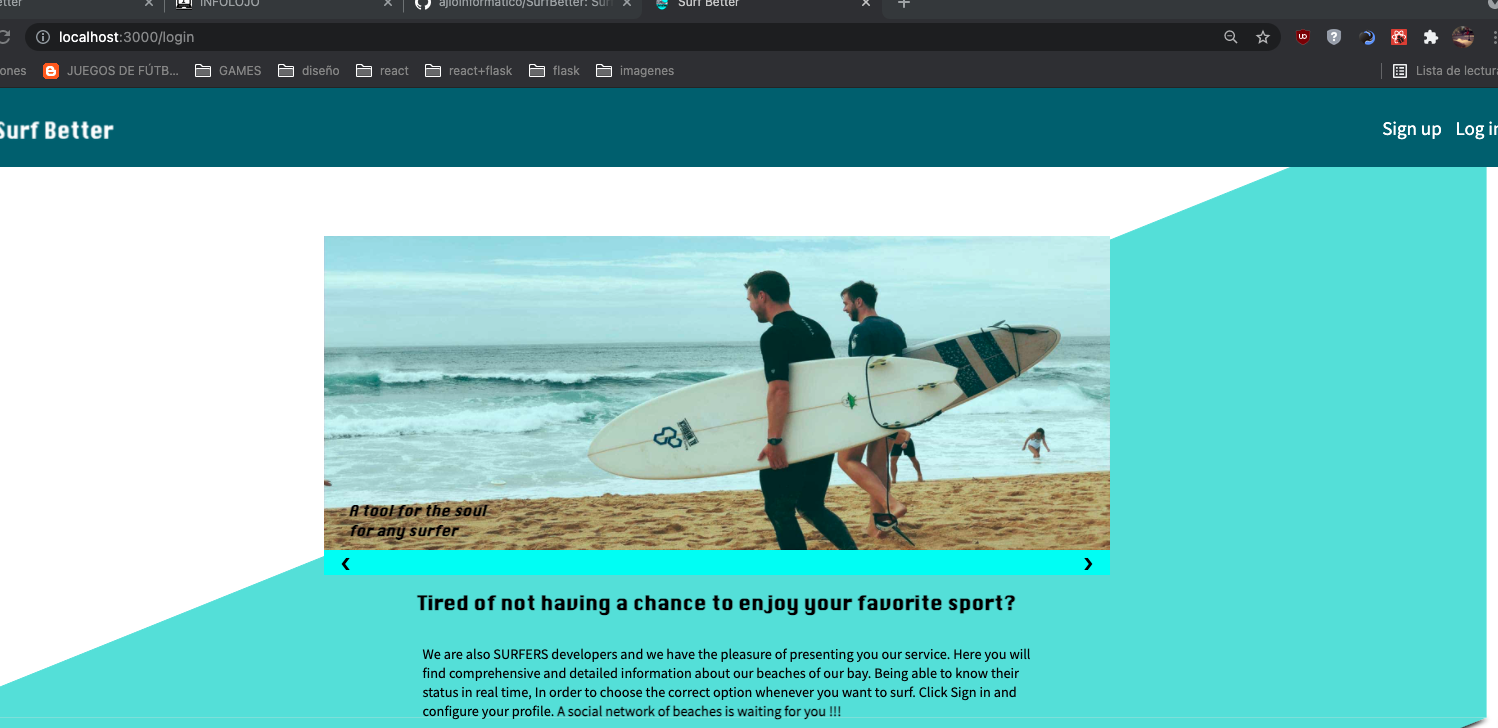 etter
INFOLOJO
ajloinformatico/SurfBetter: Sur
Surf Better
localhost:3000/login
ones
JUEGOS DE FÚTB...
GAMES
diseño
react
react+flask
flask
imagenes
Lista de lectura
Surf Better
Sign up
Log in
A tool for the soul
for any surfer
Tired of not having a chance to enjoy your favorite sport?
We are also SURFERS developers and we have the pleasure of presenting you our service. Here you will
find comprehensive and detailed information about our beaches of our bay. Being able to know their
status in real time, In order to choose the correct option whenever you want to surf. Click Sign in and
configure your profile. A social network of beaches is waiting for you !!!